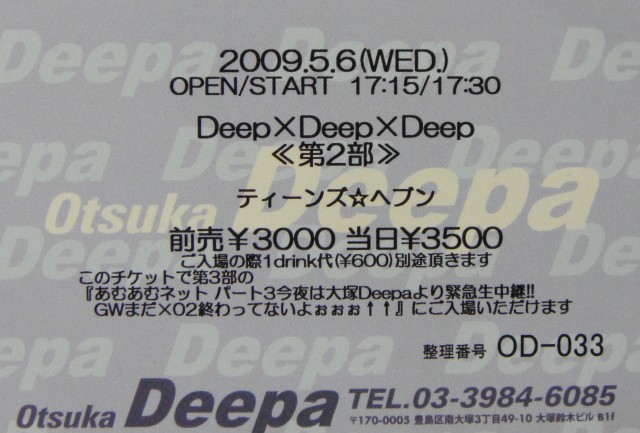 2009.5.6(WED.)
OPEN/START 17:15/17:30
Deep×Deep×Deep
≪第2部≫
ティーンズ☆ヘブン
Otsuka Deepa
前売¥3000 当日¥3500
ご入場の際1drink代(¥600)別途頂きます
このチケットで第3部の
『あむあむネット パート3今夜は大塚Deepaより緊急生中継!!
GWまだ×02終わってないよぉぉぉ↑↑』にご入場いただけます
整理番号 OD-033
Otsuka Deepa TEL.03-3984-6085
〒170-0005 豊島区南大塚3丁目49-10 大塚鈴木ビル B1f